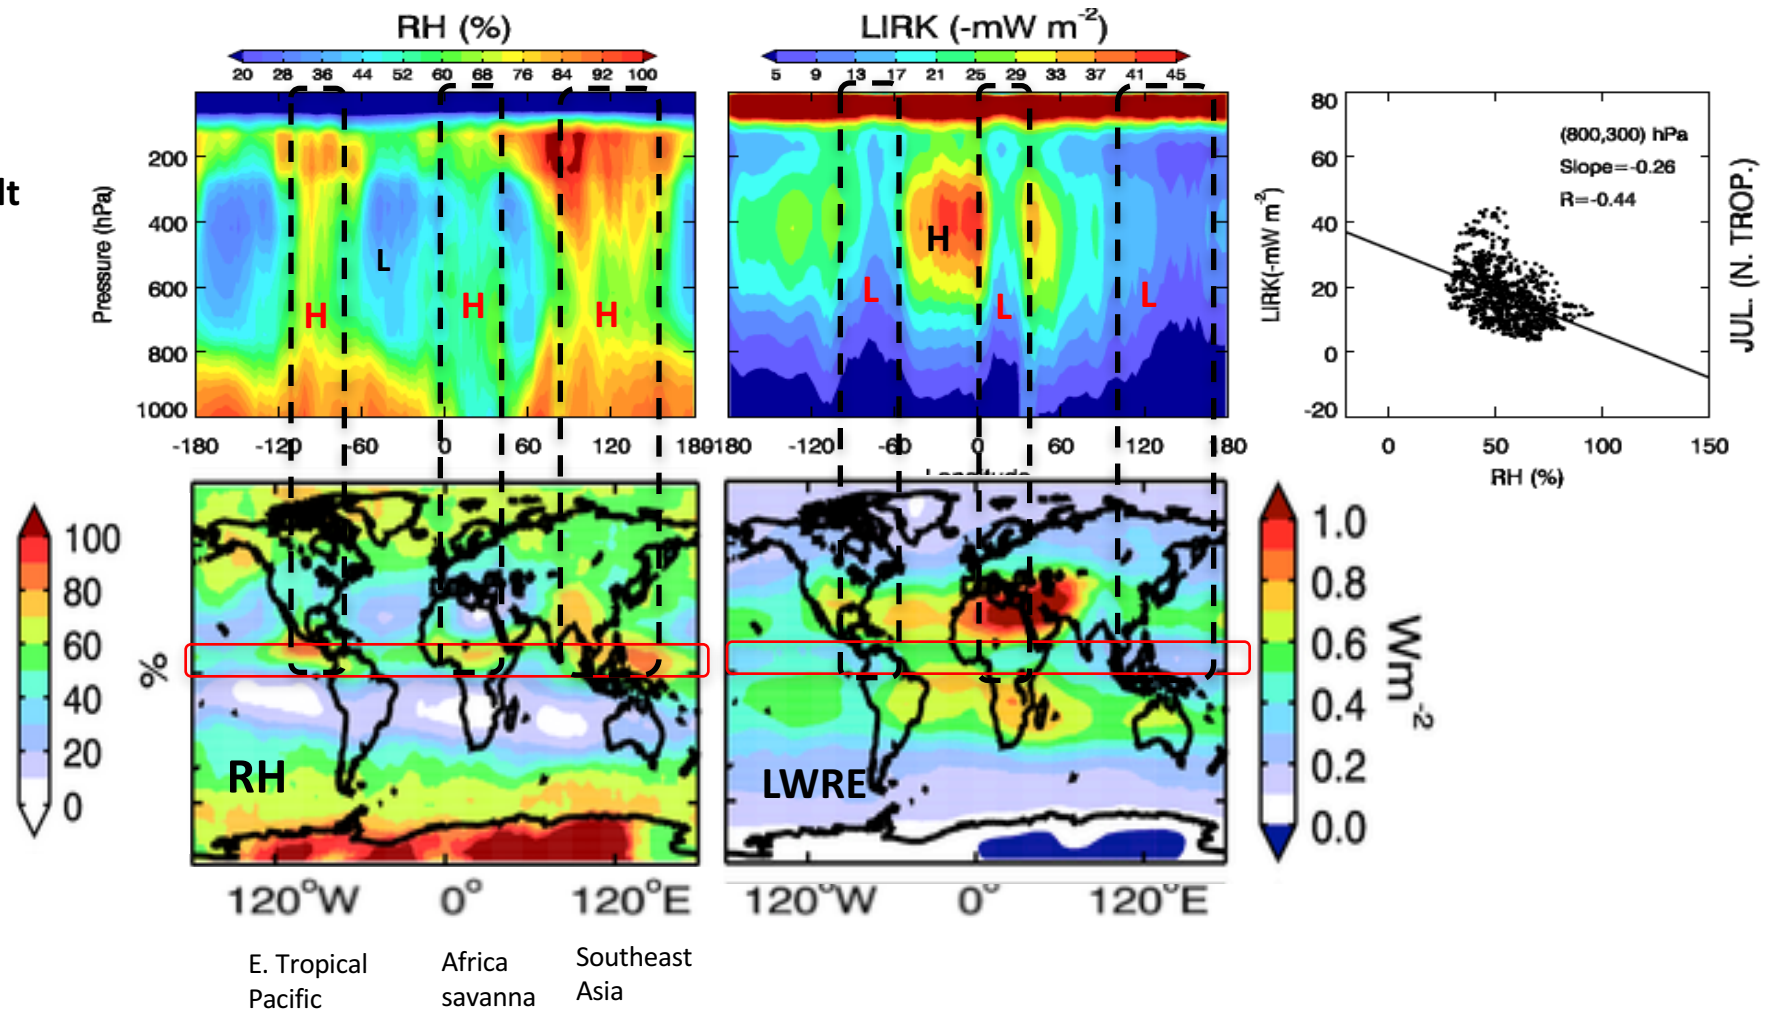 RH (%)
20 28 36 44 52 60 68 76 84 92 100
LIRK (-mW m⁻²)
5 9 13 17 21 25 29 33 37 41 45
lt
Pressure (hPa)
200
400
600
800
1000
L
H
H
H
-180 -120 -60 0 60 120 180
H
L
L
L
-180 -120 -60 0 60 120 180
80
60
40
20
0
-20
LIRK(-mW m⁻²)
(800,300) hPa
Slope=-0.26
R=-0.44
0 50 100 150
RH (%)
JUL. (N. TROP.)
100
80
60
40
20
0
%
RH
120°W 0° 120°E
LWRE
120°W 0° 120°E
1.0
0.8
0.6
0.4
0.2
0.0
Wm⁻²
E. Tropical
Pacific
Africa
savanna
Southeast
Asia